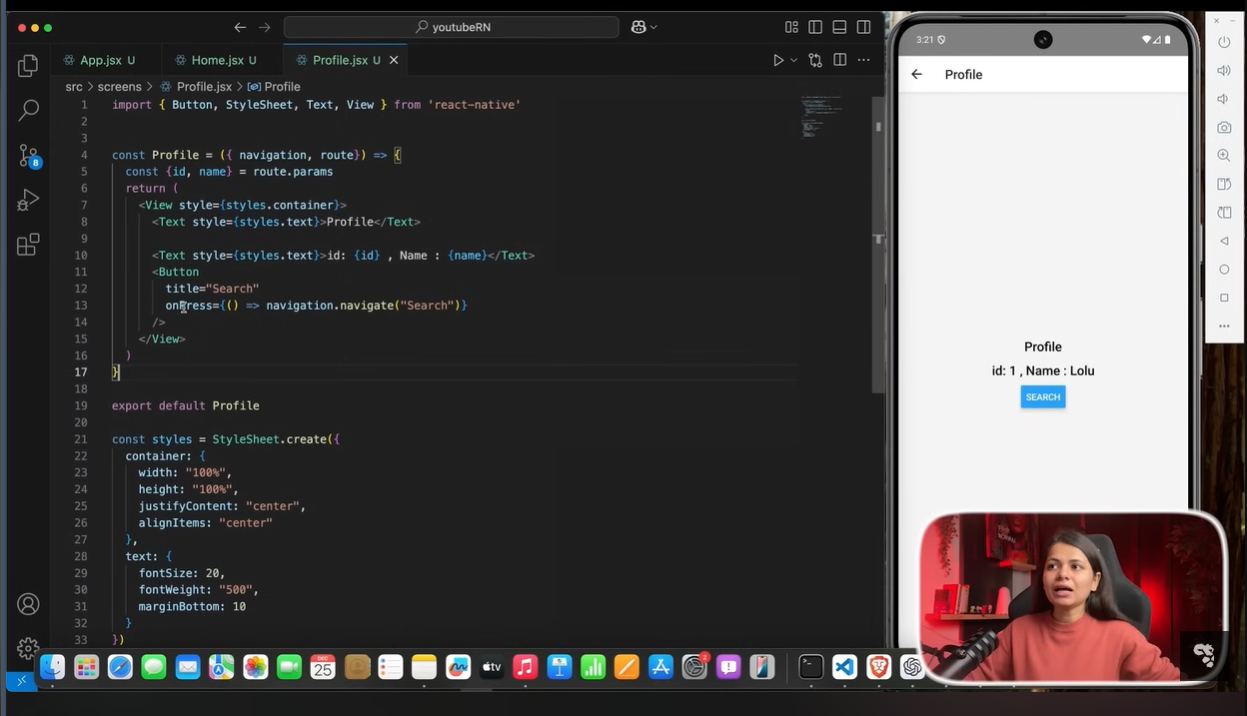 youtubeRN
App.jsx U
Home.jsx U
Profile.jsx U
src > screens > Profile.jsx > Profile
1 import { Button, StyleSheet, Text, View } from 'react-native'
2
3
4 const Profile = ({ navigation, route}) => {
5 const {id, name} = route.params
6 return (
7 <View style={styles.container}>
8 <Text style={styles.text}>Profile</Text>
9
10 <Text style={styles.text}>id: {id} , Name : {name}</Text>
11 <Button
12 title="Search"
13 onPress={() => navigation.navigate("Search")}
14 />
15 </View>
16 )
17 }
18
19 export default Profile
20
21 const styles = StyleSheet.create({
22 container: {
23 width: "100%",
24 height: "100%",
25 justifyContent: "center",
26 alignItems: "center"
27 },
28 text: {
29 fontSize: 20,
30 fontWeight: "500",
31 marginBottom: 10
32 }
33 })
8
3:21
Profile
Profile
id: 1 , Name : Lolu
SEARCH
DEC
25
tv
2